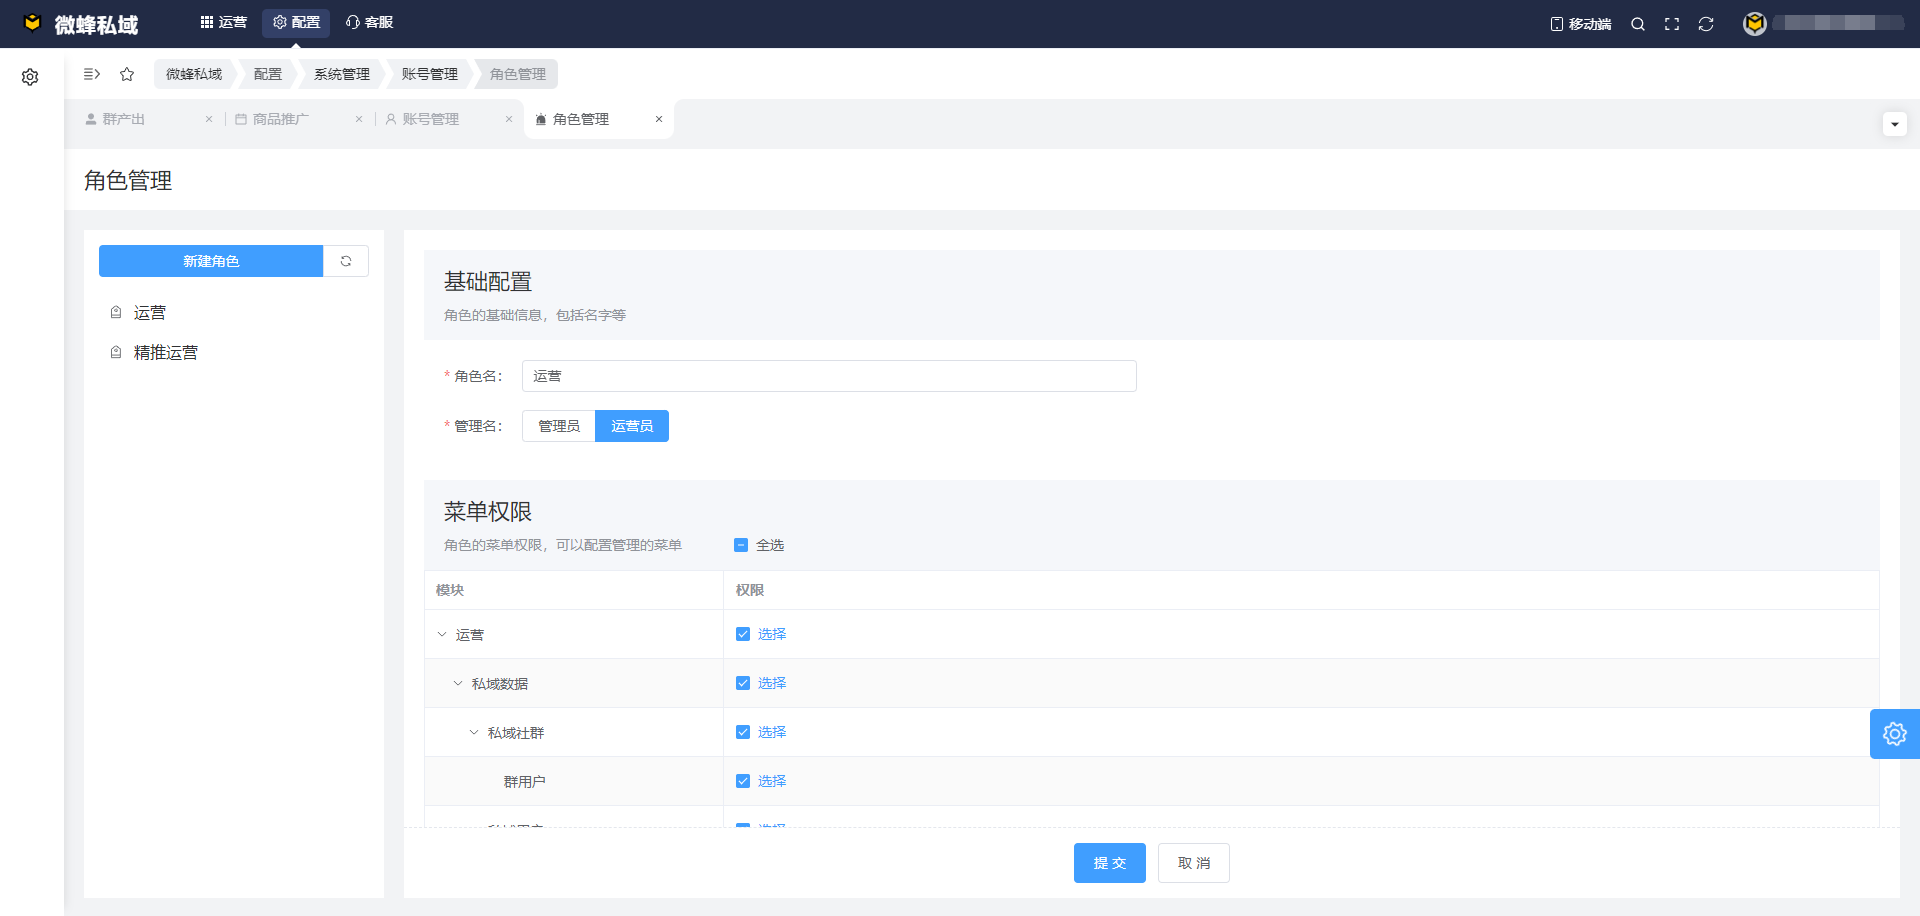 微蜂私域
运营
配置
客服
移动端
微蜂私域
配置
系统管理
账号管理
角色管理
群产出
商品推广
账号管理
角色管理
角色管理
新建角色
运营
精推运营
基础配置
角色的基础信息，包括名字等
* 角色名：
运营
* 管理名：
管理员
运营员
菜单权限
角色的菜单权限，可以配置管理的菜单
全选
模块
权限
运营
选择
私域数据
选择
私域社群
选择
群用户
选择
提 交
取 消